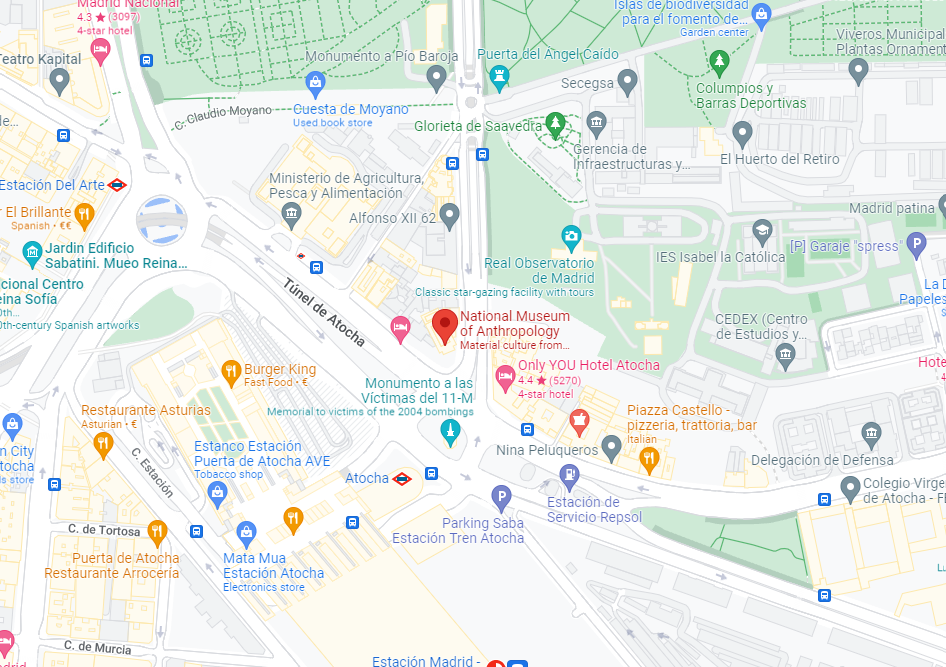 Madrid Nacional
4.3 ★ (3097)
4-star hotel
Teatro Kapital
Monumento a Pío Baroja
Puerta del Angel Caído
Islas de biodiversidad
para el fomento de...
Garden center
Viveros Municipal
Plantas Ornament
Secegsa
Columpios y
Barras Deportivas
Cuesta de Moyano
Used book store
C. Claudio Moyano
de…
Glorieta de Saavedra
Gerencia de
Infraestructuras y…
El Huerto del Retiro
Estación Del Arte
Ministerio de Agricultura,
Pesca y Alimentación
Alfonso XII 62
Madrid patina
r El Brillante
Spanish • €€
Jardin Edificio
Sabatini. Mueo Reina…
Real Observatorio
de Madrid
Classic star-gazing facility with tours
IES Isabel la Católica
[P] Garaje "spress"
P
cional Centro
eina Sofía
0th...
0th-century Spanish artworks
Túnel de Atocha
La D
Papeles
National Museum
of Anthropology
Material culture from…
CEDEX (Centro
de Estudios y…
Burger King
Fast Food • €
Only YOU Hotel Atocha
4.4 ★ (5270)
4-star hotel
Hote
Monumento a las
Víctimas del 11-M
Memorial to victims of the 2004 bombings
Restaurante Asturias
Asturian • €
Piazza Castello -
pizzeria, trattoria, bar
Italian
n City
tocha
ds store
Estanco Estación
Puerta de Atocha AVE
Tobacco shop
Nina Peluqueros
Delegación de Defensa
C. Estación
Atocha
Colegio Virge
de Atocha - F
P
Parking Saba
Estación Tren Atocha
Estación de
Servicio Repsol
C. de Tortosa
Puerta de Atocha
Restaurante Arrocería
Mata Mua
Estación Atocha
Electronics store
Lu
C. de Murcia
adrid
Estación Madrid -